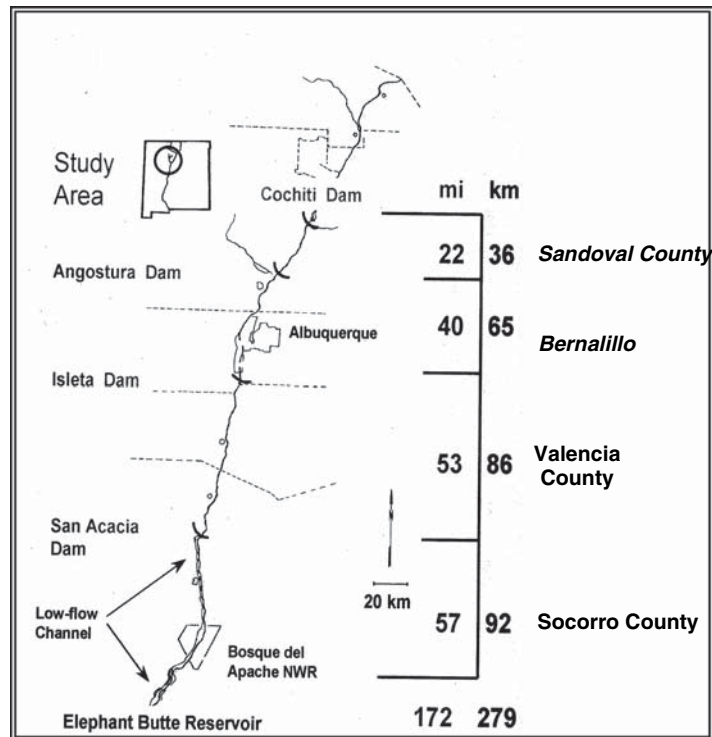 Study
Area
Cochiti Dam
mi km
22 36 Sandoval County
Angostura Dam
Albuquerque
40 65 Bernalillo
Isleta Dam
53 86 Valencia
County
San Acacia
Dam
20 km
Low-flow
Channel
57 92 Socorro County
Bosque del
Apache NWR
Elephant Butte Reservoir
172 279